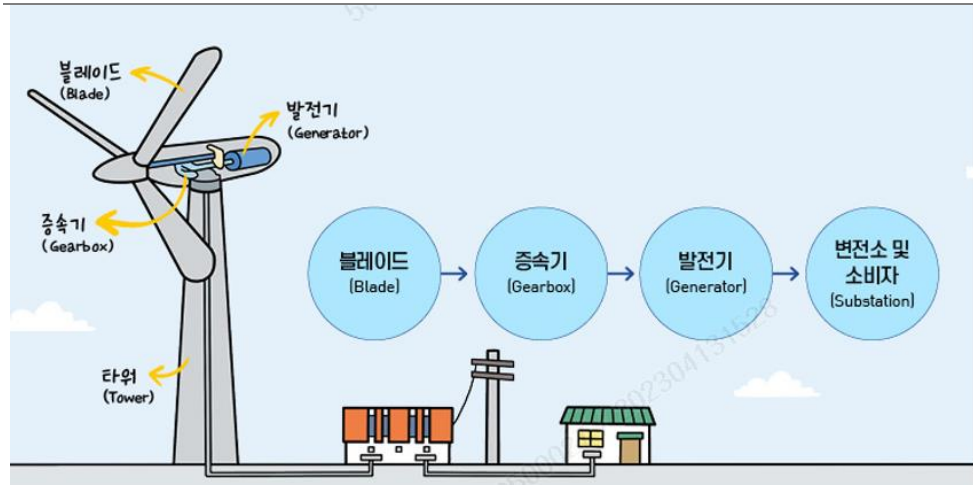 블레이드
(Blade)
발전기
(Generator)
증속기
(Gearbox)
타워
(Tower)
블레이드
(Blade)
증속기
(Gearbox)
발전기
(Generator)
변전소 및
소비자
(Substation)